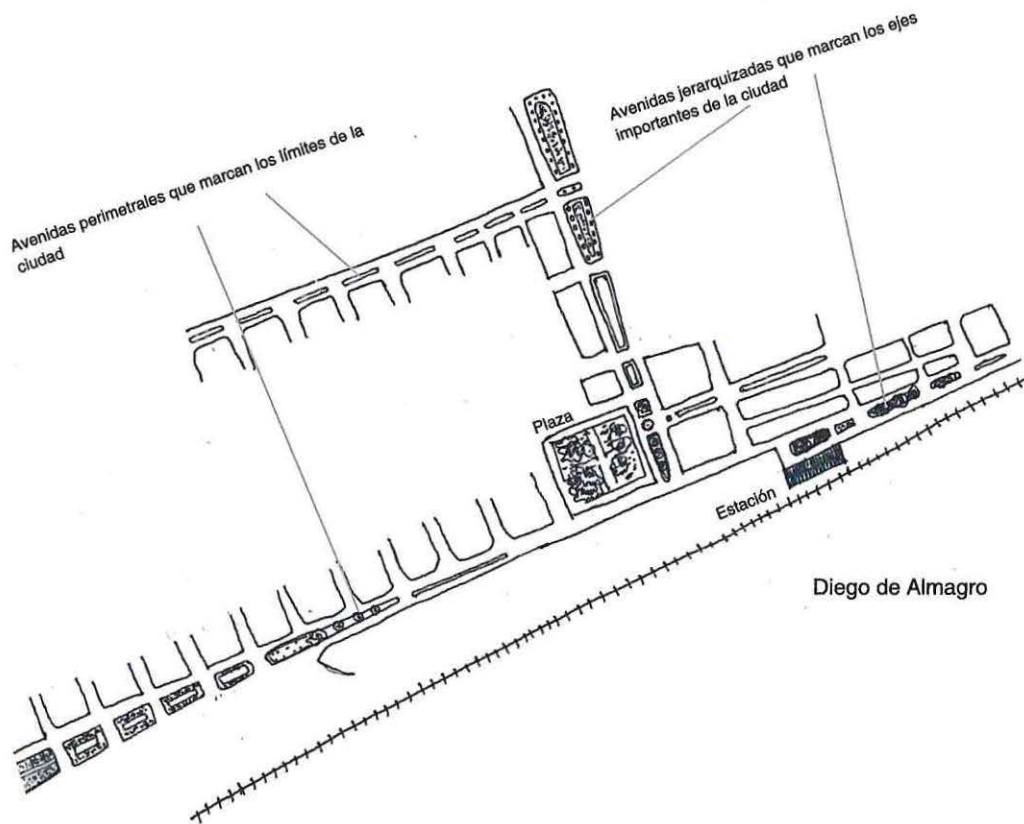 Avenidas jerarquizadas que marcan los ejes
importantes de la ciudad
Avenidas perimetrales que marcan los límites de la
ciudad
Plaza
Estación
Diego de Almagro